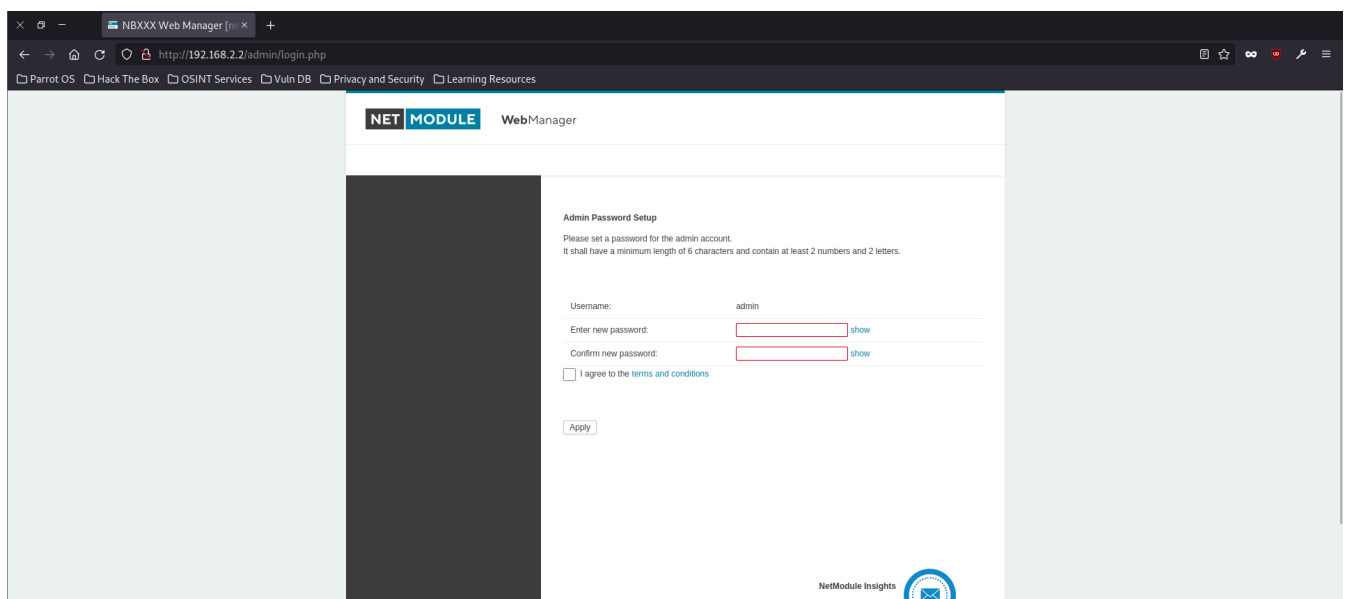 NBXXX Web Manager [ne
http://192.168.2.2/admin/login.php
Parrot OS Hack The Box OSINT Services Vuln DB Privacy and Security Learning Resources
NET MODULE WebManager
Admin Password Setup
Please set a password for the admin account.
It shall have a minimum length of 6 characters and contain at least 2 numbers and 2 letters.
Username: admin
Enter new password: show
Confirm new password: show
I agree to the terms and conditions
Apply
NetModule Insights